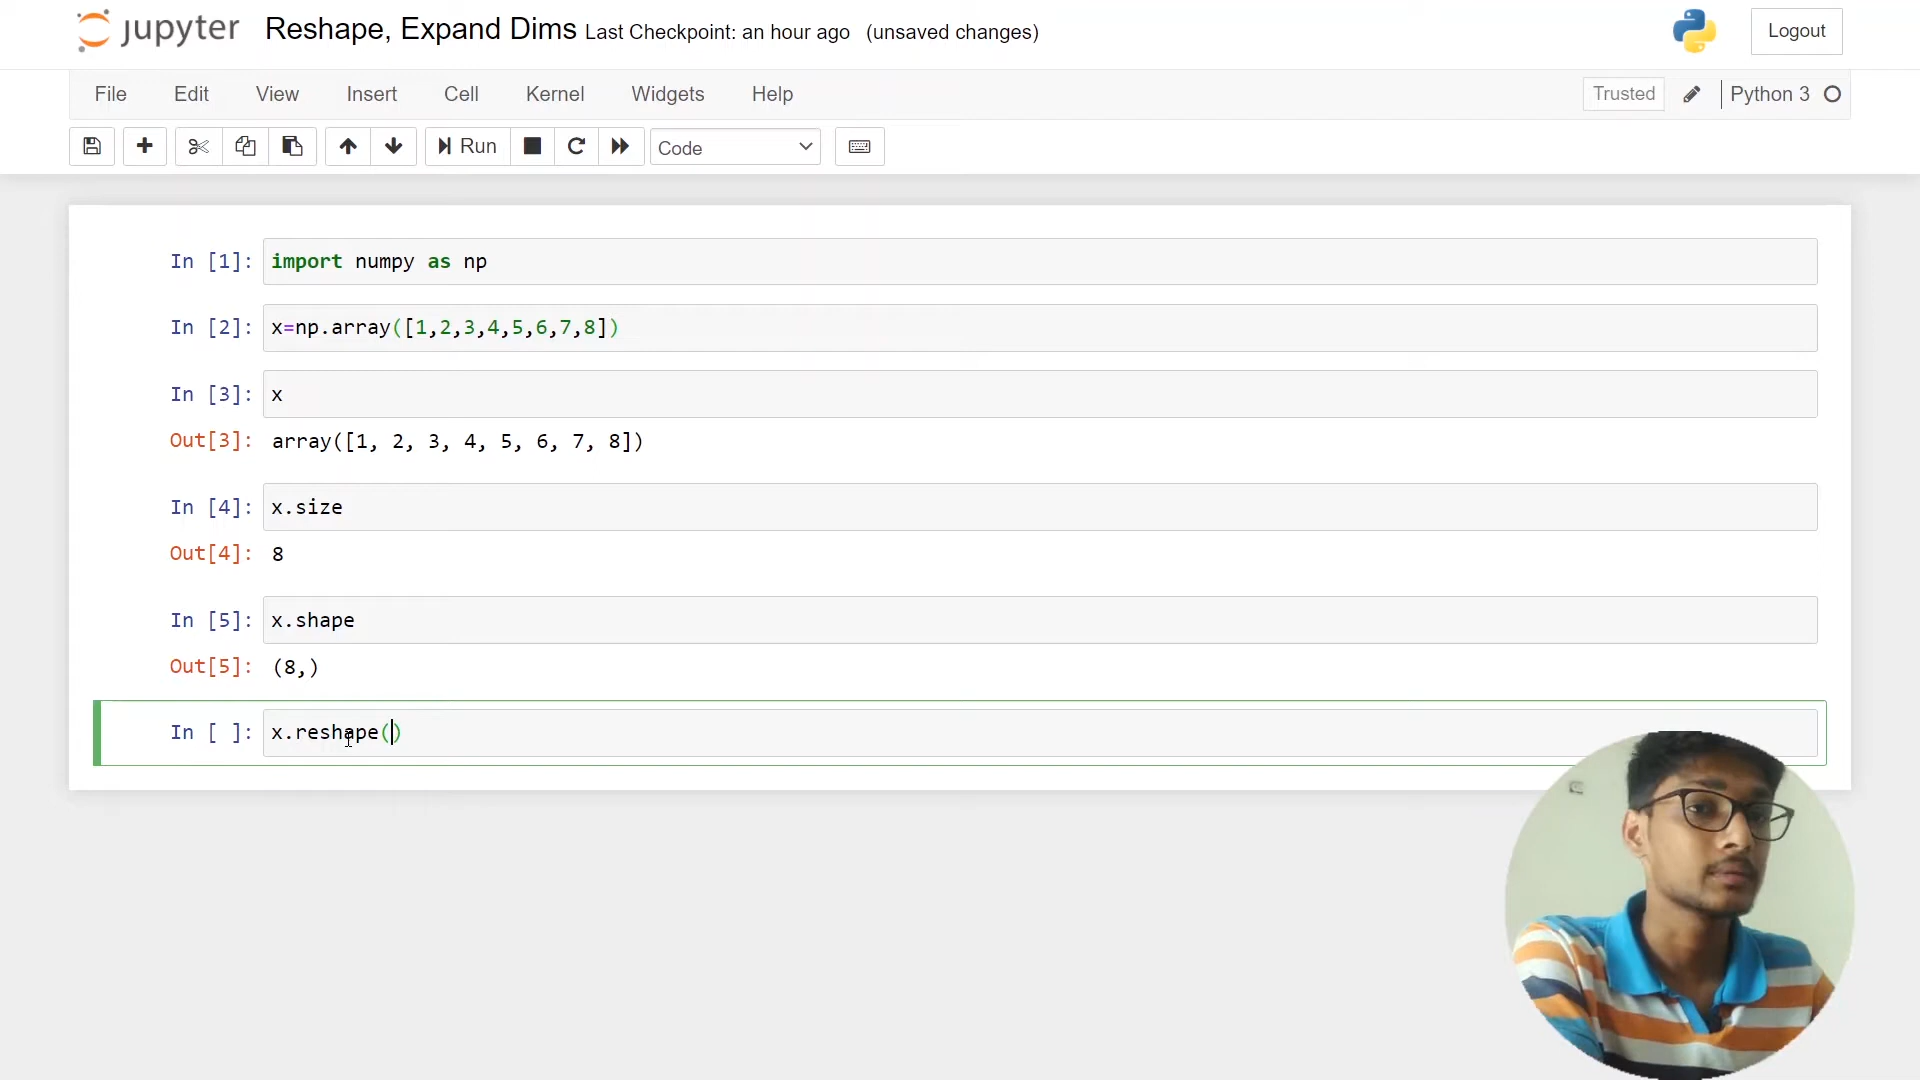 jupyter Reshape, Expand Dims Last Checkpoint: an hour ago (unsaved changes) Logout
File Edit View Insert Cell Kernel Widgets Help Trusted Python 3
Run Code
In [1]: import numpy as np
In [2]: x=np.array([1,2,3,4,5,6,7,8])
In [3]: x
Out[3]: array([1, 2, 3, 4, 5, 6, 7, 8])
In [4]: x.size
Out[4]: 8
In [5]: x.shape
Out[5]: (8,)
In [ ]: x.reshape()